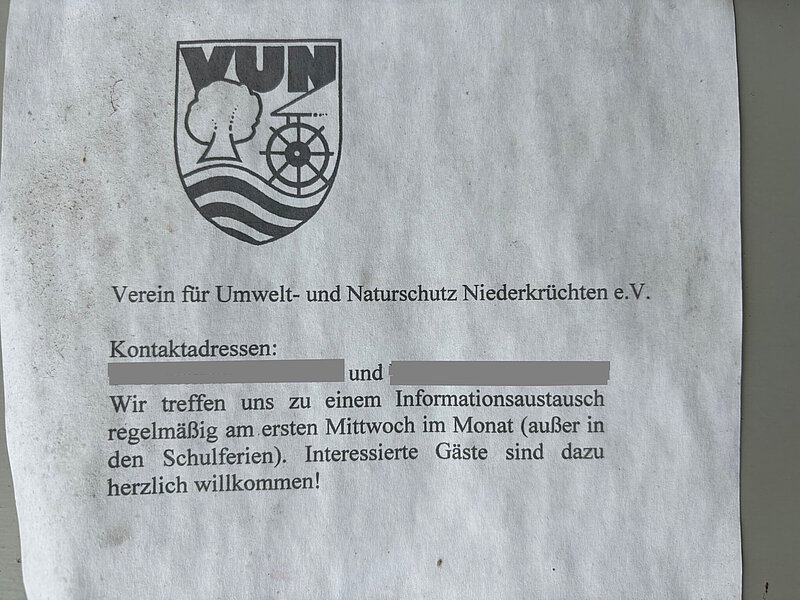 VUN
Verein für Umwelt- und Naturschutz Niederkrüchten e.V.
Kontaktadressen:
und
Wir treffen uns zu einem Informationsaustausch
regelmäßig am ersten Mittwoch im Monat (außer in
den Schulferien). Interessierte Gäste sind dazu
herzlich willkommen!